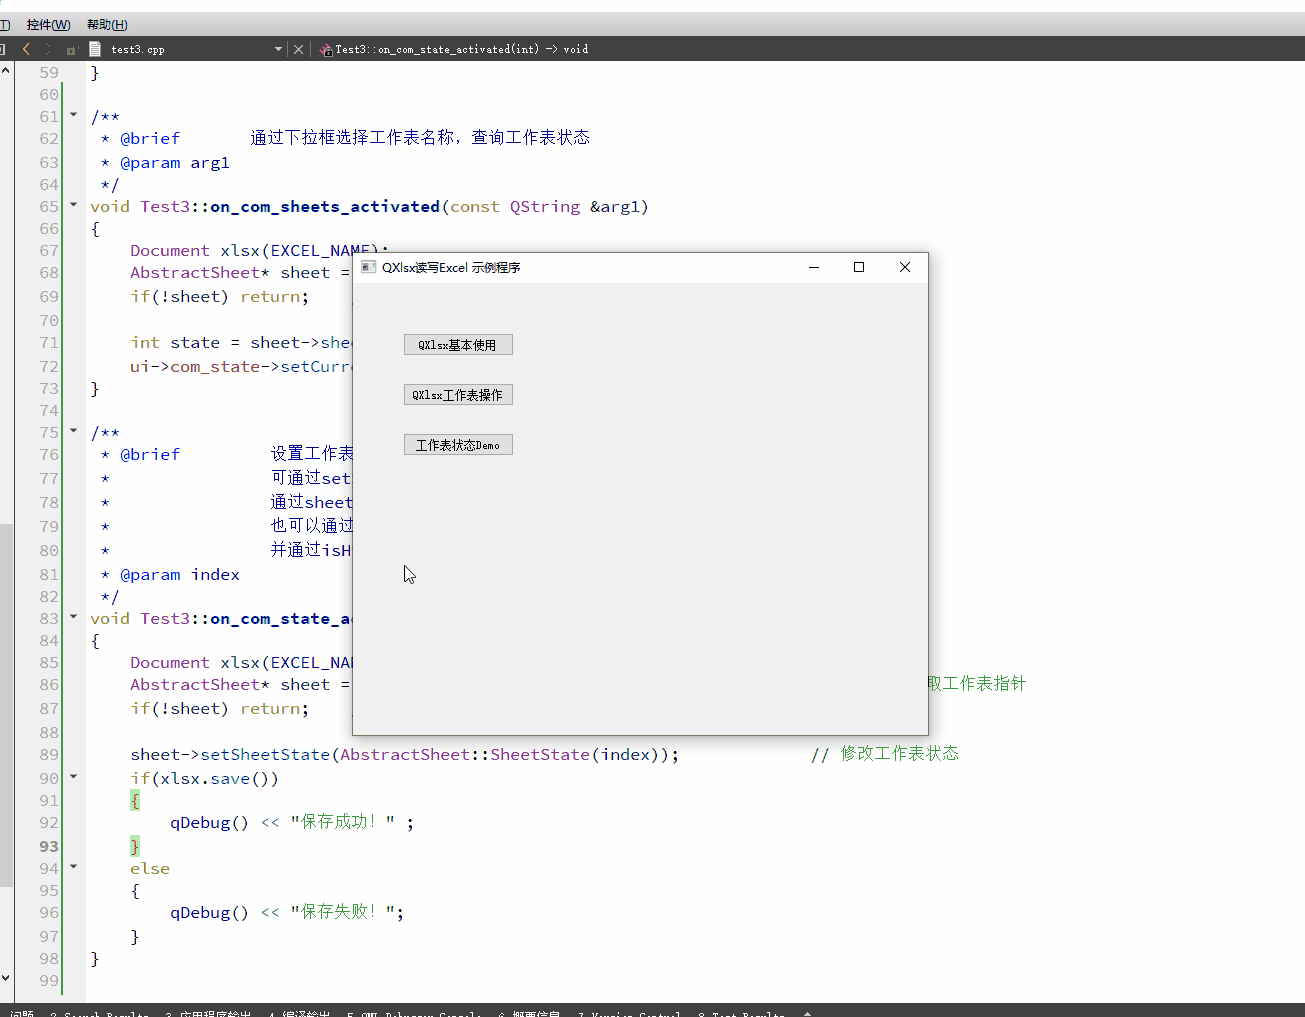 控件(W) 帮助(H)
test3.cpp Test3::on_com_state_activated(int) -> void
59 }
60
61 /**
62 * @brief 通过下拉框选择工作表名称，查询工作表状态
63 * @param arg1
64 */
65 void Test3::on_com_sheets_activated(const QString &arg1)
66 {
67 Document xlsx(EXCEL_NAME);
68 AbstractSheet* sheet =
69 if(!sheet) return;
70
71 int state = sheet->shee
72 ui->com_state->setCurr
73 }
74
75 /**
76 * @brief 设置工作表
77 * 可通过set
78 * 通过sheet
79 * 也可以通过
80 * 并通过isH
81 * @param index
82 */
83 void Test3::on_com_state_a
84 {
85 Document xlsx(EXCEL_NA
86 AbstractSheet* sheet = 取工作表指针
87 if(!sheet) return;
88
89 sheet->setSheetState(AbstractSheet::SheetState(index)); // 修改工作表状态
90 if(xlsx.save())
91 {
92 qDebug() << "保存成功！" ;
93 }
94 else
95 {
96 qDebug() << "保存失败！";
97 }
98 }
99
QXlsx读写Excel 示例程序
QXlsx基本使用
QXlsx工作表操作
工作表状态Demo
问题 2 Search Results 3 应用程序输出 4 编译输出 5 QML Debugger Console 6 概要信息 7 Version Control 8 Test Results